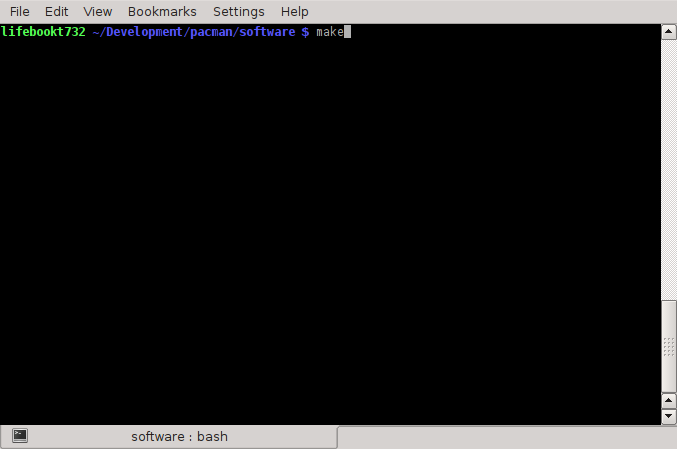 File Edit View Bookmarks Settings Help
lifebookt732 ~/Development/pacman/software $ make
software : bash